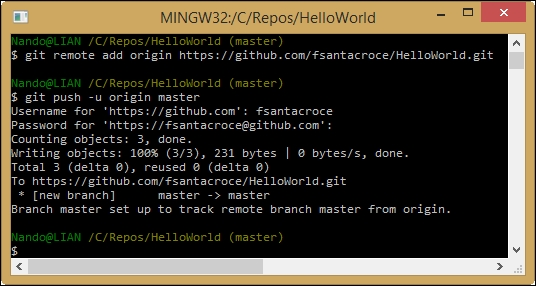 MINGW32:/C/Repos/HelloWorld
Nando@LIAN /C/Repos/HelloWorld (master)
$ git remote add origin https://github.com/fsantacroce/HelloWorld.git
Nando@LIAN /C/Repos/HelloWorld (master)
$ git push -u origin master
Username for 'https://github.com': fsantacroce
Password for 'https://fsantacroce@github.com':
Counting objects: 3, done.
Writing objects: 100% (3/3), 231 bytes | 0 bytes/s, done.
Total 3 (delta 0), reused 0 (delta 0)
To https://github.com/fsantacroce/HelloWorld.git
 * [new branch]      master -> master
Branch master set up to track remote branch master from origin.
Nando@LIAN /C/Repos/HelloWorld (master)
$